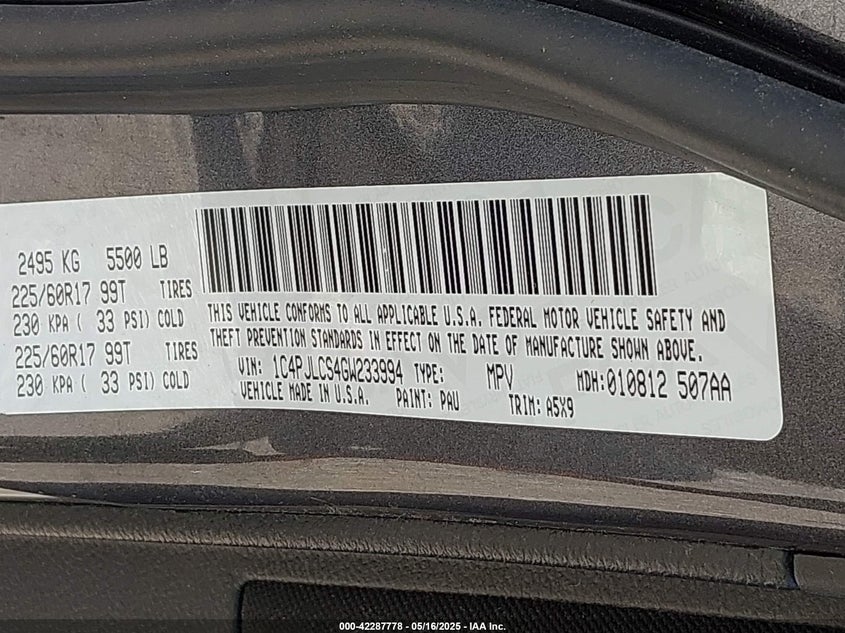 2495 KG 5500 LB
225/60R17 99T TIRES
230 KPA ( 33 PSI) COLD
225/60R17 99T TIRES
230 KPA ( 33 PSI) COLD
THIS VEHICLE CONFORMS TO ALL APPLICABLE U.S.A. FEDERAL MOTOR VEHICLE SAFETY AND
THEFT PREVENTION STANDARDS IN EFFECT ON THE DATE OF MANUFACTURE SHOWN ABOVE.
VIN: 1C4PJLCS4GW233994 TYPE: MPV MDH:010812 507AA
VEHICLE MADE IN U.S.A. PAINT: PAU TRIM: A5X9
000-42287778 - 05/16/2025 - IAA Inc.